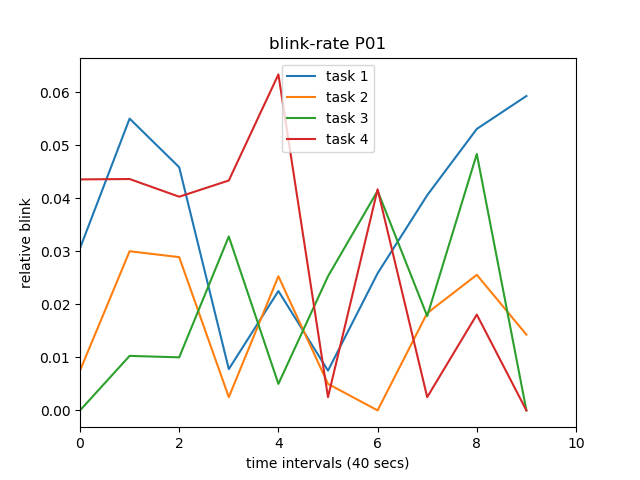 blink-rate P01
task 1
task 2
task 3
task 4
relative blink
0.06
0.05
0.04
0.03
0.02
0.01
0.00
0 2 4 6 8 10
time intervals (40 secs)